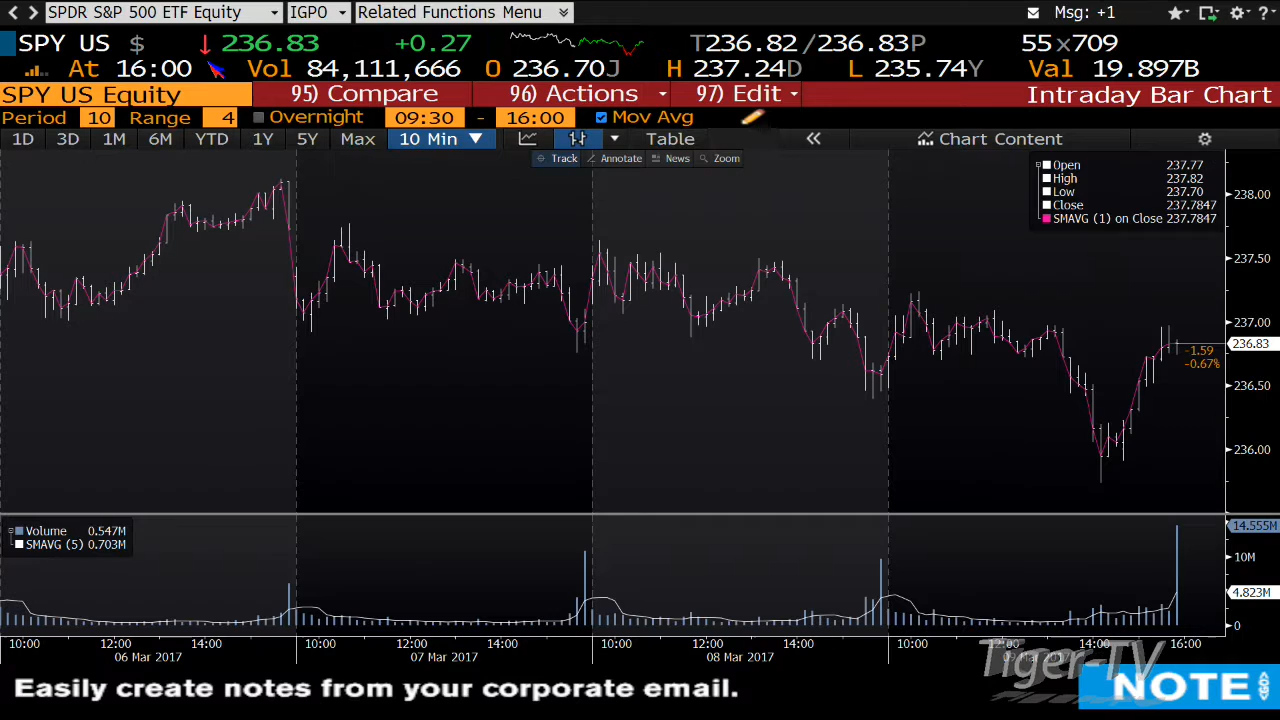 SPDR S&P 500 ETF Equity IGPO Related Functions Menu Msg: +1
SPY US $ 236.83 +0.27 T236.82/236.83P 55x709
At 16:00 Vol 84,111,666 O 236.70J H 237.24D L 235.74Y Val 19.897B
SPY US Equity 95) Compare 96) Actions 97) Edit Intraday Bar Chart
Period 10 Range 4 Overnight 09:30 - 16:00 Mov Avg
1D 3D 1M 6M YTD 1Y 5Y Max 10 Min Table Chart Content
Track Annotate News Zoom
Open 237.77
High 237.82
Low 237.70
Close 237.7847
SMAVG (1) on Close 237.7847
238.00
237.50
237.00
236.83
-1.59
-0.67%
236.50
236.00
Volume 0.547M
SMAVG (5) 0.703M
14.555M
10M
4.823M
0
10:00 12:00 14:00 10:00 12:00 14:00 10:00 12:00 14:00 10:00 12:00 14:00 16:00
06 Mar 2017 07 Mar 2017 08 Mar 2017 09 Mar 2017
Tiger-TV
Easily create notes from your corporate email. NOTE